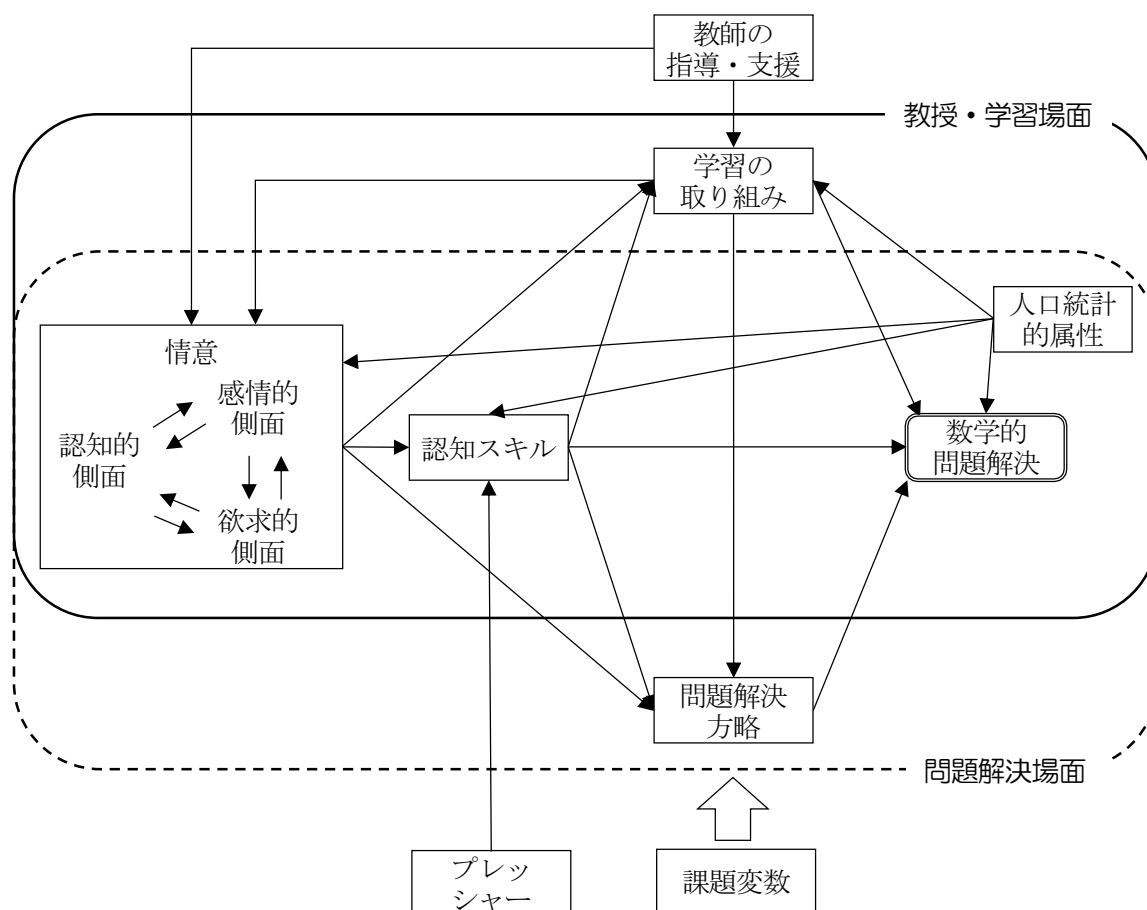 教師の
指導・支援
教授・学習場面
学習の
取り組み
人口統計
的属性
情意
感情的
側面
認知的
側面
欲求的
側面
認知スキル
数学的
問題解決
問題解決
方略
問題解決場面
プレッ
シャー
課題変数